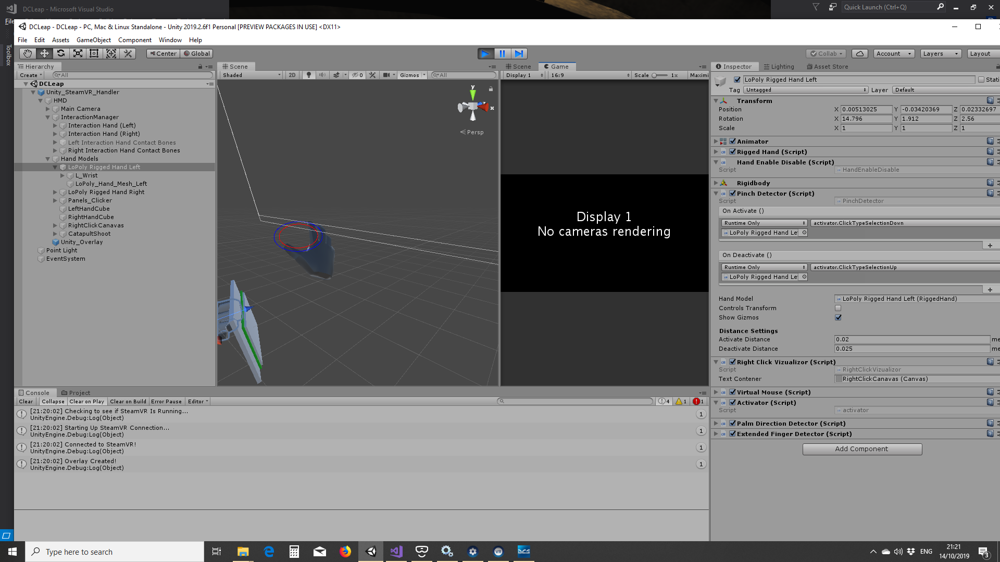 DCLeap - Microsoft Visual Studio
Quick Launch (Ctrl+Q)
File
Toolbox
DCLeap - DCLeap - PC, Mac & Linux Standalone - Unity 2019.2.6f1 Personal [PREVIEW PACKAGES IN USE] <DX11>
File Edit Assets GameObject Component Window Help
Center Global
Collab Account Layers Layout
Hierarchy
Create All
DCLeap
Unity_SteamVR_Handler
HMD
Main Camera
InteractionManager
Interaction Hand (Left)
Interaction Hand (Right)
Left Interaction Hand Contact Bones
Right Interaction Hand Contact Bones
Hand Models
LoPoly Rigged Hand Left
L_Wrist
LoPoly_Hand_Mesh_Left
LoPoly Rigged Hand Right
Panels_Clicker
LeftHandCube
RightHandCube
RightClickCanavas
CatapultShoot
Unity_Overlay
Point Light
EventSystem
Scene
Shaded 2D 0 Gizmos All
y
z
x
Persp
Scene Game
Display 1 16:9 Scale 1x Maximi
Display 1
No cameras rendering
Inspector Lighting Asset Store
LoPoly Rigged Hand Left Stati
Tag Untagged Layer Default
Transform
Position X 0.00513025 Y -0.03420369 Z 0.02332697
Rotation X 14.796 Y 1.912 Z 2.56
Scale X 1 Y 1 Z 1
Animator
Rigged Hand (Script)
Hand Enable Disable (Script)
Script HandEnableDisable
Rigidbody
Pinch Detector (Script)
Script PinchDetector
On Activate ()
Runtime Only activator.ClickTypeSelectionDown
LoPoly Rigged Hand Le
+
On Deactivate ()
Runtime Only activator.ClickTypeSelectionUp
LoPoly Rigged Hand Le
+
Hand Model LoPoly Rigged Hand Left (RiggedHand)
Controls Transform
Show Gizmos
Distance Settings
Activate Distance 0.02 me
Deactivate Distance 0.025 me
Right Click Vizualizor (Script)
Script RightClickVizualizor
Text Contener RightClickCanavas (Canvas)
Virtual Mouse (Script)
Activator (Script)
Script activator
Palm Direction Detector (Script)
Extended Finger Detector (Script)
Add Component
Console Project
Clear Collapse Clear on Play Clear on Build Error Pause Editor 4 1 1
[21:20:02] Checking to see if SteamVR Is Running...
UnityEngine.Debug:Log(Object)
1
[21:20:02] Starting Up SteamVR Connection...
UnityEngine.Debug:Log(Object)
1
[21:20:02] Connected to SteamVR!
UnityEngine.Debug:Log(Object)
1
[21:20:02] Overlay Created!
UnityEngine.Debug:Log(Object)
1
Type here to search
VR
DCS
ENG
21:21
14/10/2019
3